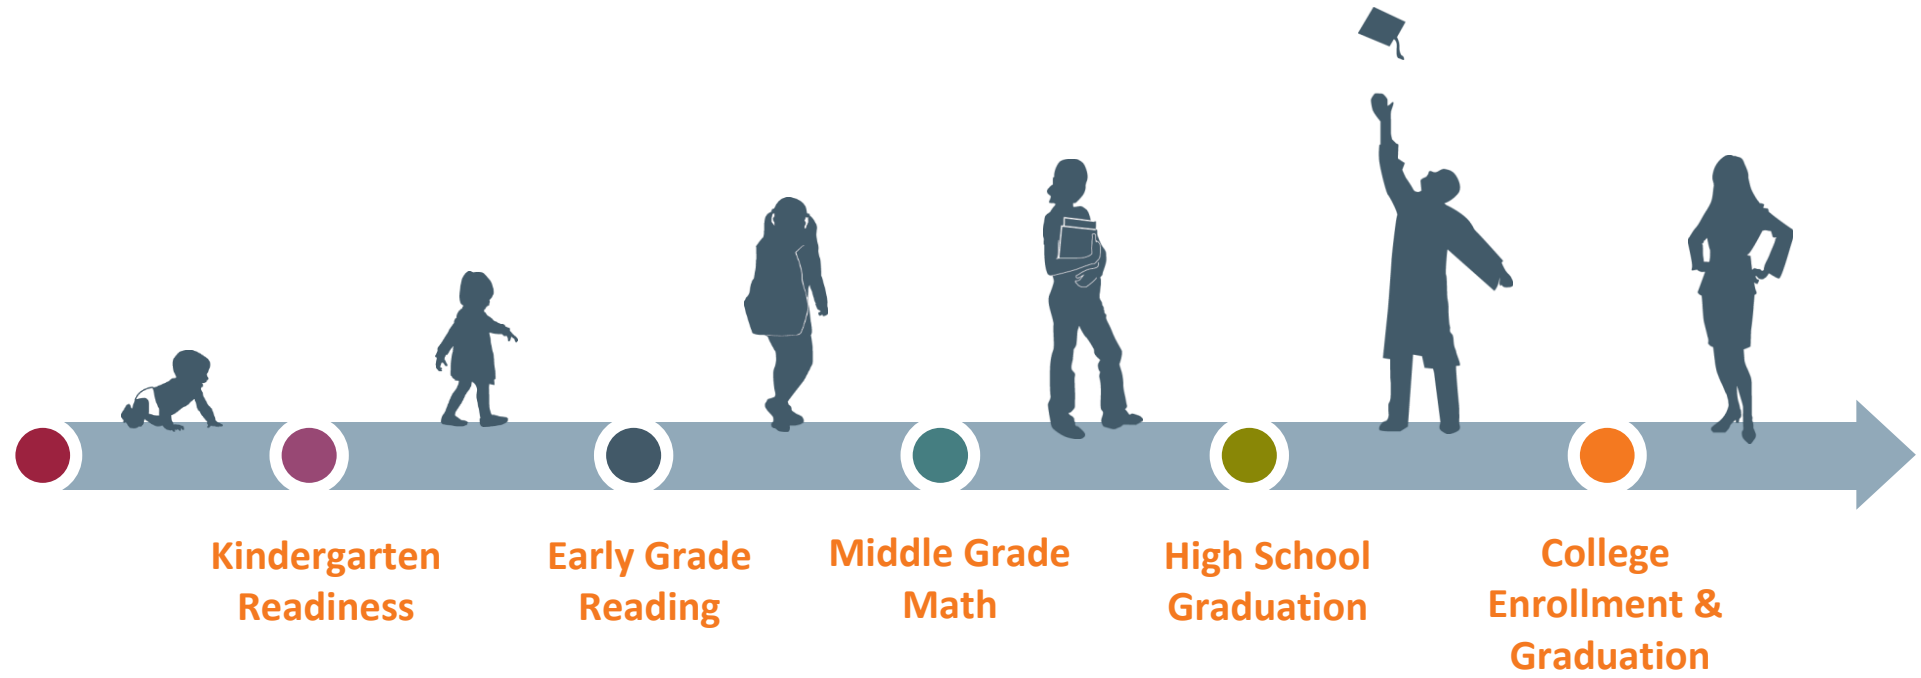 Kindergarten
Readiness
Early Grade
Reading
Middle Grade
Math
High School
Graduation
College
Enrollment &
Graduation